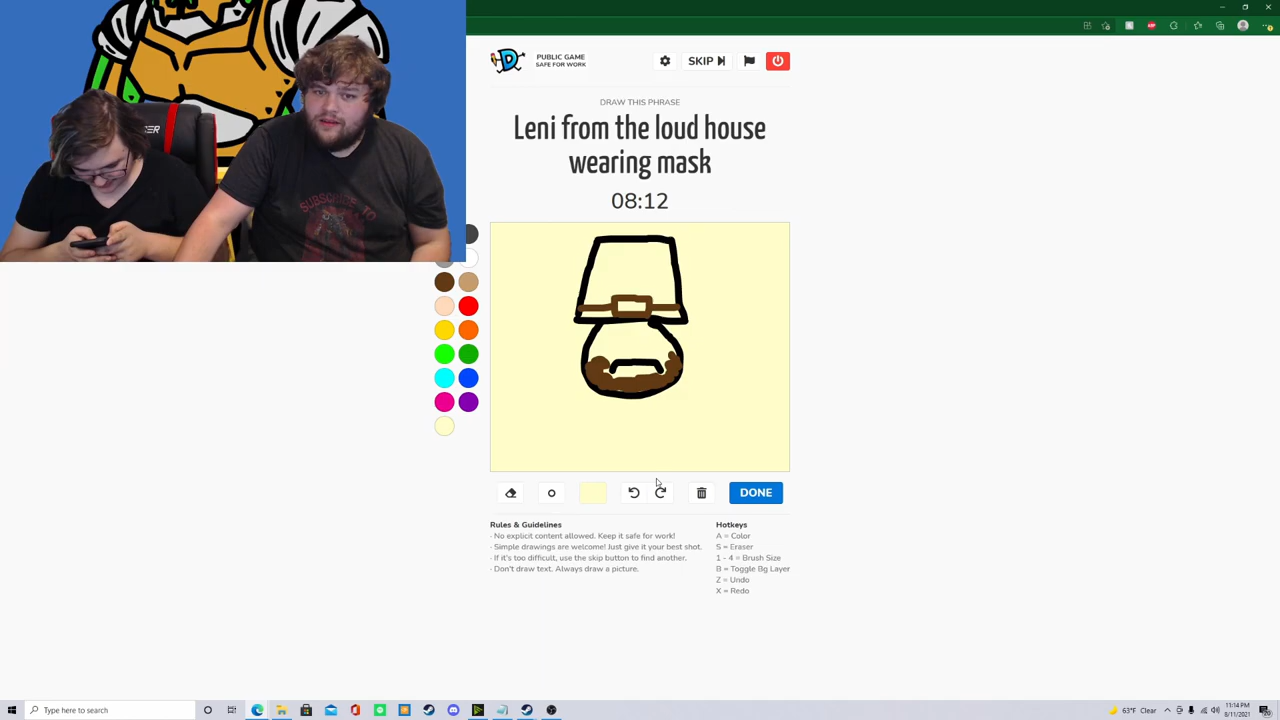 PUBLIC GAME
SAFE FOR WORK
SKIP
DRAW THIS PHRASE
Leni from the loud house
wearing mask
08:12
SUBSCRIBE TO
DONE
Rules & Guidelines
· No explicit content allowed. Keep it safe for work!
· Simple drawings are welcome! Just give it your best shot.
· If it's too difficult, use the skip button to find another.
· Don't draw text. Always draw a picture.
Hotkeys
A = Color
S = Eraser
1 - 4 = Brush Size
B = Toggle Bg Layer
Z = Undo
X = Redo
Type here to search
63°F Clear
11:14 PM
8/11/2021